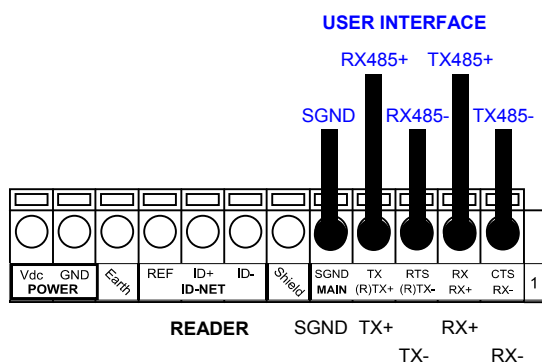 USER INTERFACE
RX485+ TX485+
SGND RX485- TX485-
Vdc GND Earth REF ID+ ID- Shield SGND TX RTS RX CTS 1
POWER ID-NET MAIN (R)TX+ (R)TX- RX+ RX-
READER SGND TX+ RX+
TX- RX-